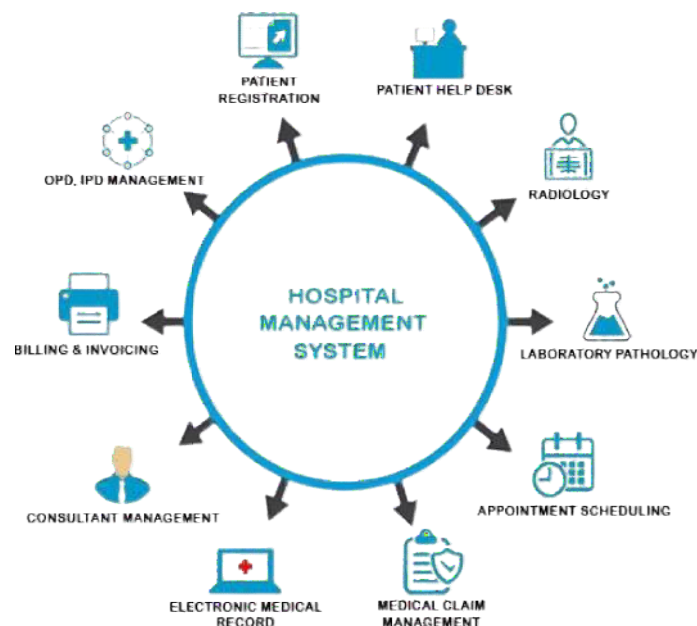 PATIENT
REGISTRATION
PATIENT HELP DESK
OPD, IPD MANAGEMENT
RADIOLOGY
HOSPITAL
MANAGEMENT
SYSTEM
BILLING & INVOICING
LABORATORY PATHOLOGY
CONSULTANT MANAGEMENT
APPOINTMENT SCHEDULING
ELECTRONIC MEDICAL
RECORD
MEDICAL CLAIM
MANAGEMENT